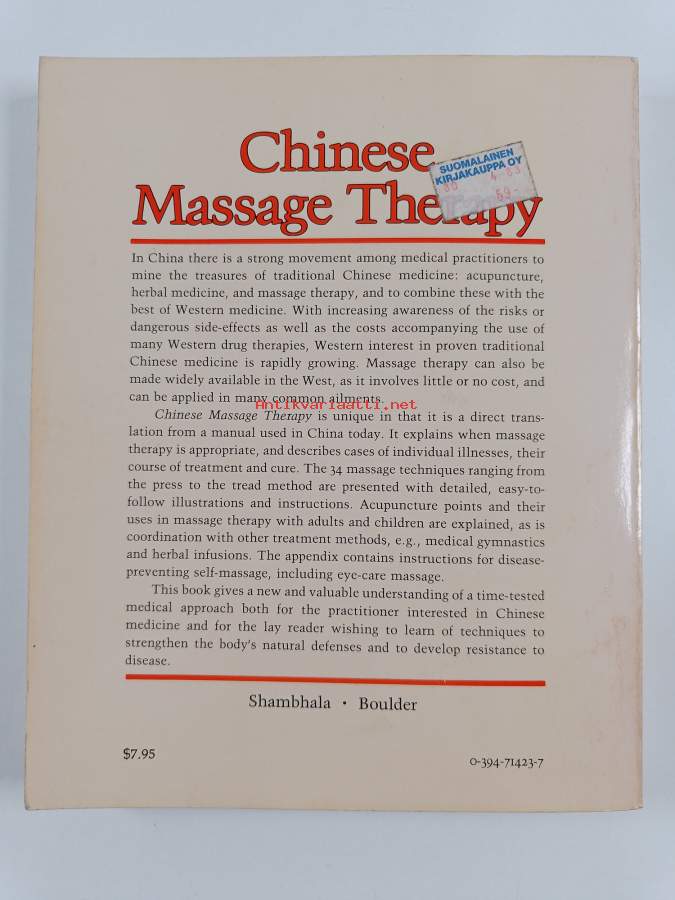 Chinese
Massage Therapy
SUOMALAINEN
KIRJAKAUPPA OY
86 4-83
69.-
In China there is a strong movement among medical practitioners to
mine the treasures of traditional Chinese medicine: acupuncture,
herbal medicine, and massage therapy, and to combine these with the
best of Western medicine. With increasing awareness of the risks or
dangerous side-effects as well as the costs accompanying the use of
many Western drug therapies, Western interest in proven traditional
Chinese medicine is rapidly growing. Massage therapy can also be
made widely available in the West, as it involves little or no cost, and
can be applied in many common ailments.
Antikvariaatti.net
Chinese Massage Therapy is unique in that it is a direct trans-
lation from a manual used in China today. It explains when massage
therapy is appropriate, and describes cases of individual illnesses, their
course of treatment and cure. The 34 massage techniques ranging from
the press to the tread method are presented with detailed, easy-to-
follow illustrations and instructions. Acupuncture points and their
uses in massage therapy with adults and children are explained, as is
coordination with other treatment methods, e.g., medical gymnastics
and herbal infusions. The appendix contains instructions for disease-
preventing self-massage, including eye-care massage.
This book gives a new and valuable understanding of a time-tested
medical approach both for the practitioner interested in Chinese
medicine and for the lay reader wishing to learn of techniques to
strengthen the body's natural defenses and to develop resistance to
disease.
Shambhala · Boulder
$7.95
0-394-71423-7